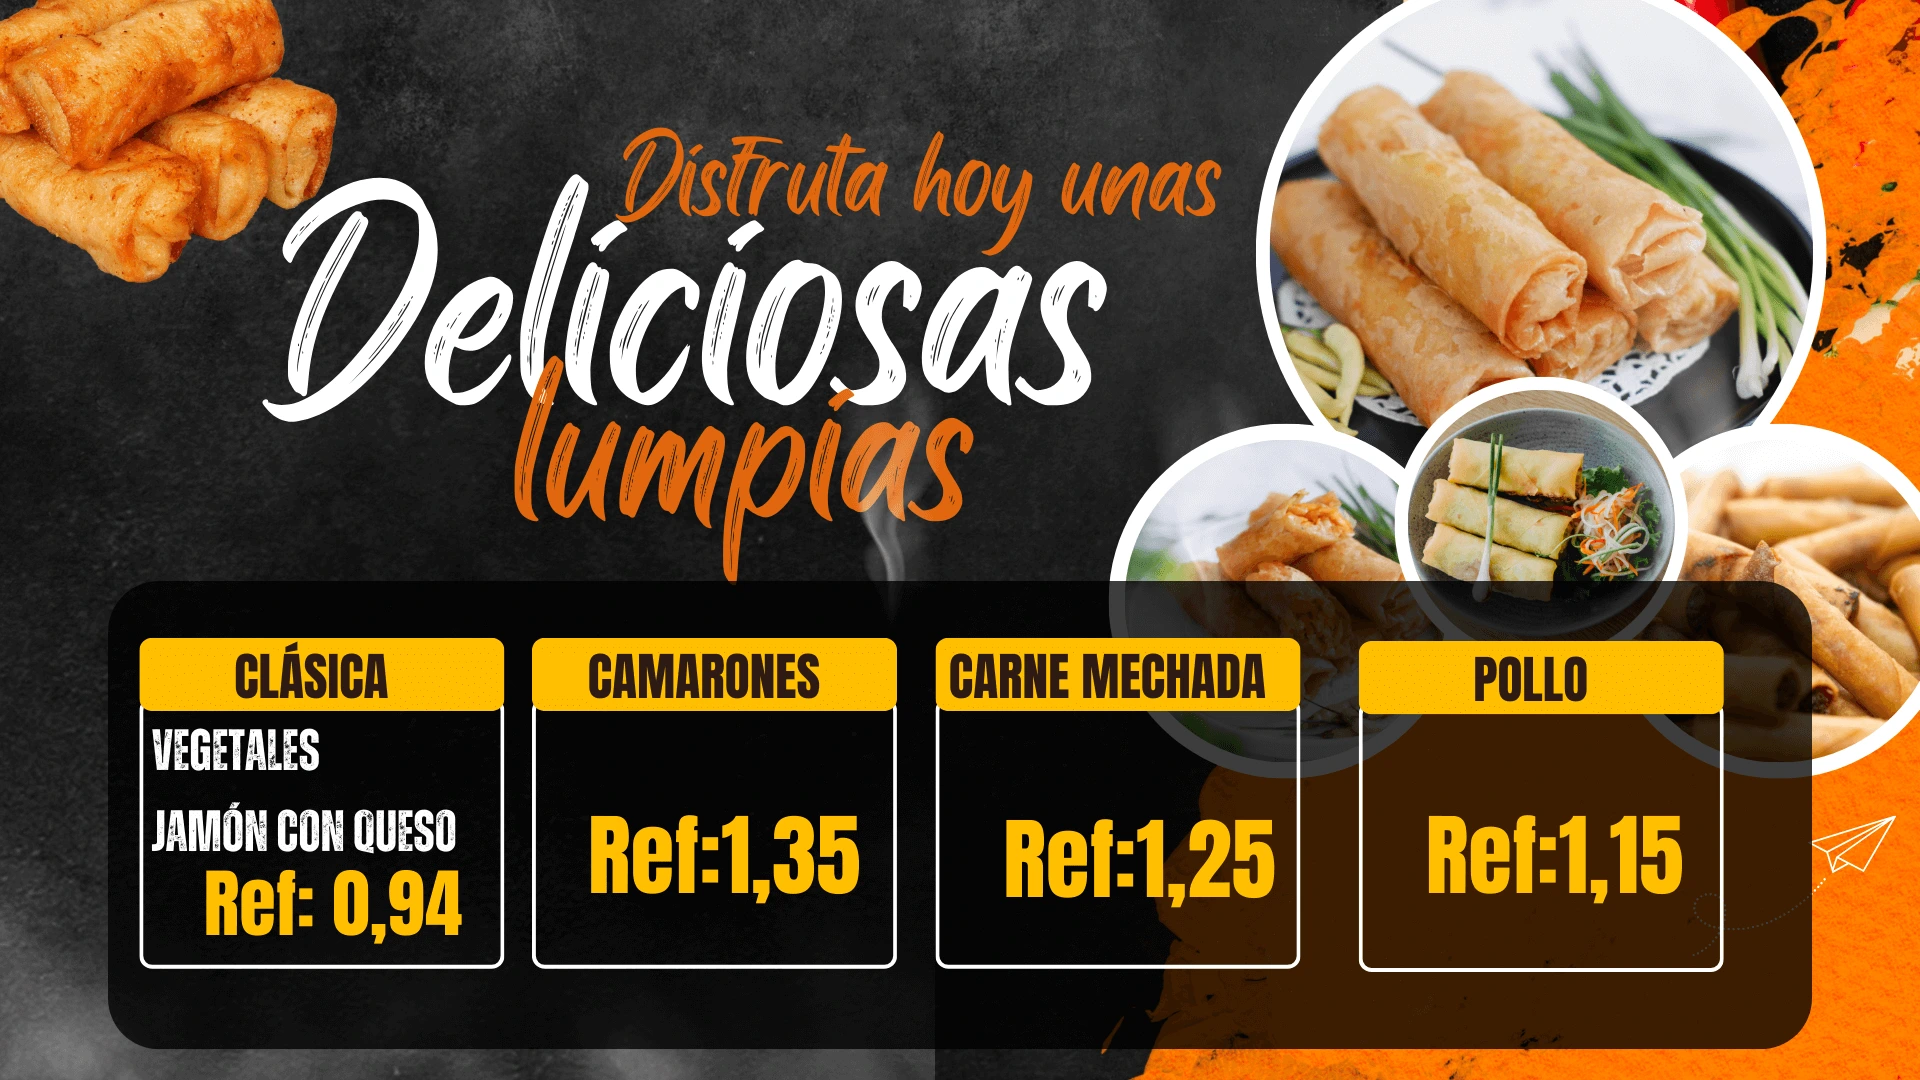 Disfruta hoy unas
Deliciosas
lumpias
CLÁSICA
VEGETALES
JAMÓN CON QUESO
Ref: 0,94
CAMARONES
Ref:1,35
CARNE MECHADA
Ref:1,25
POLLO
Ref:1,15